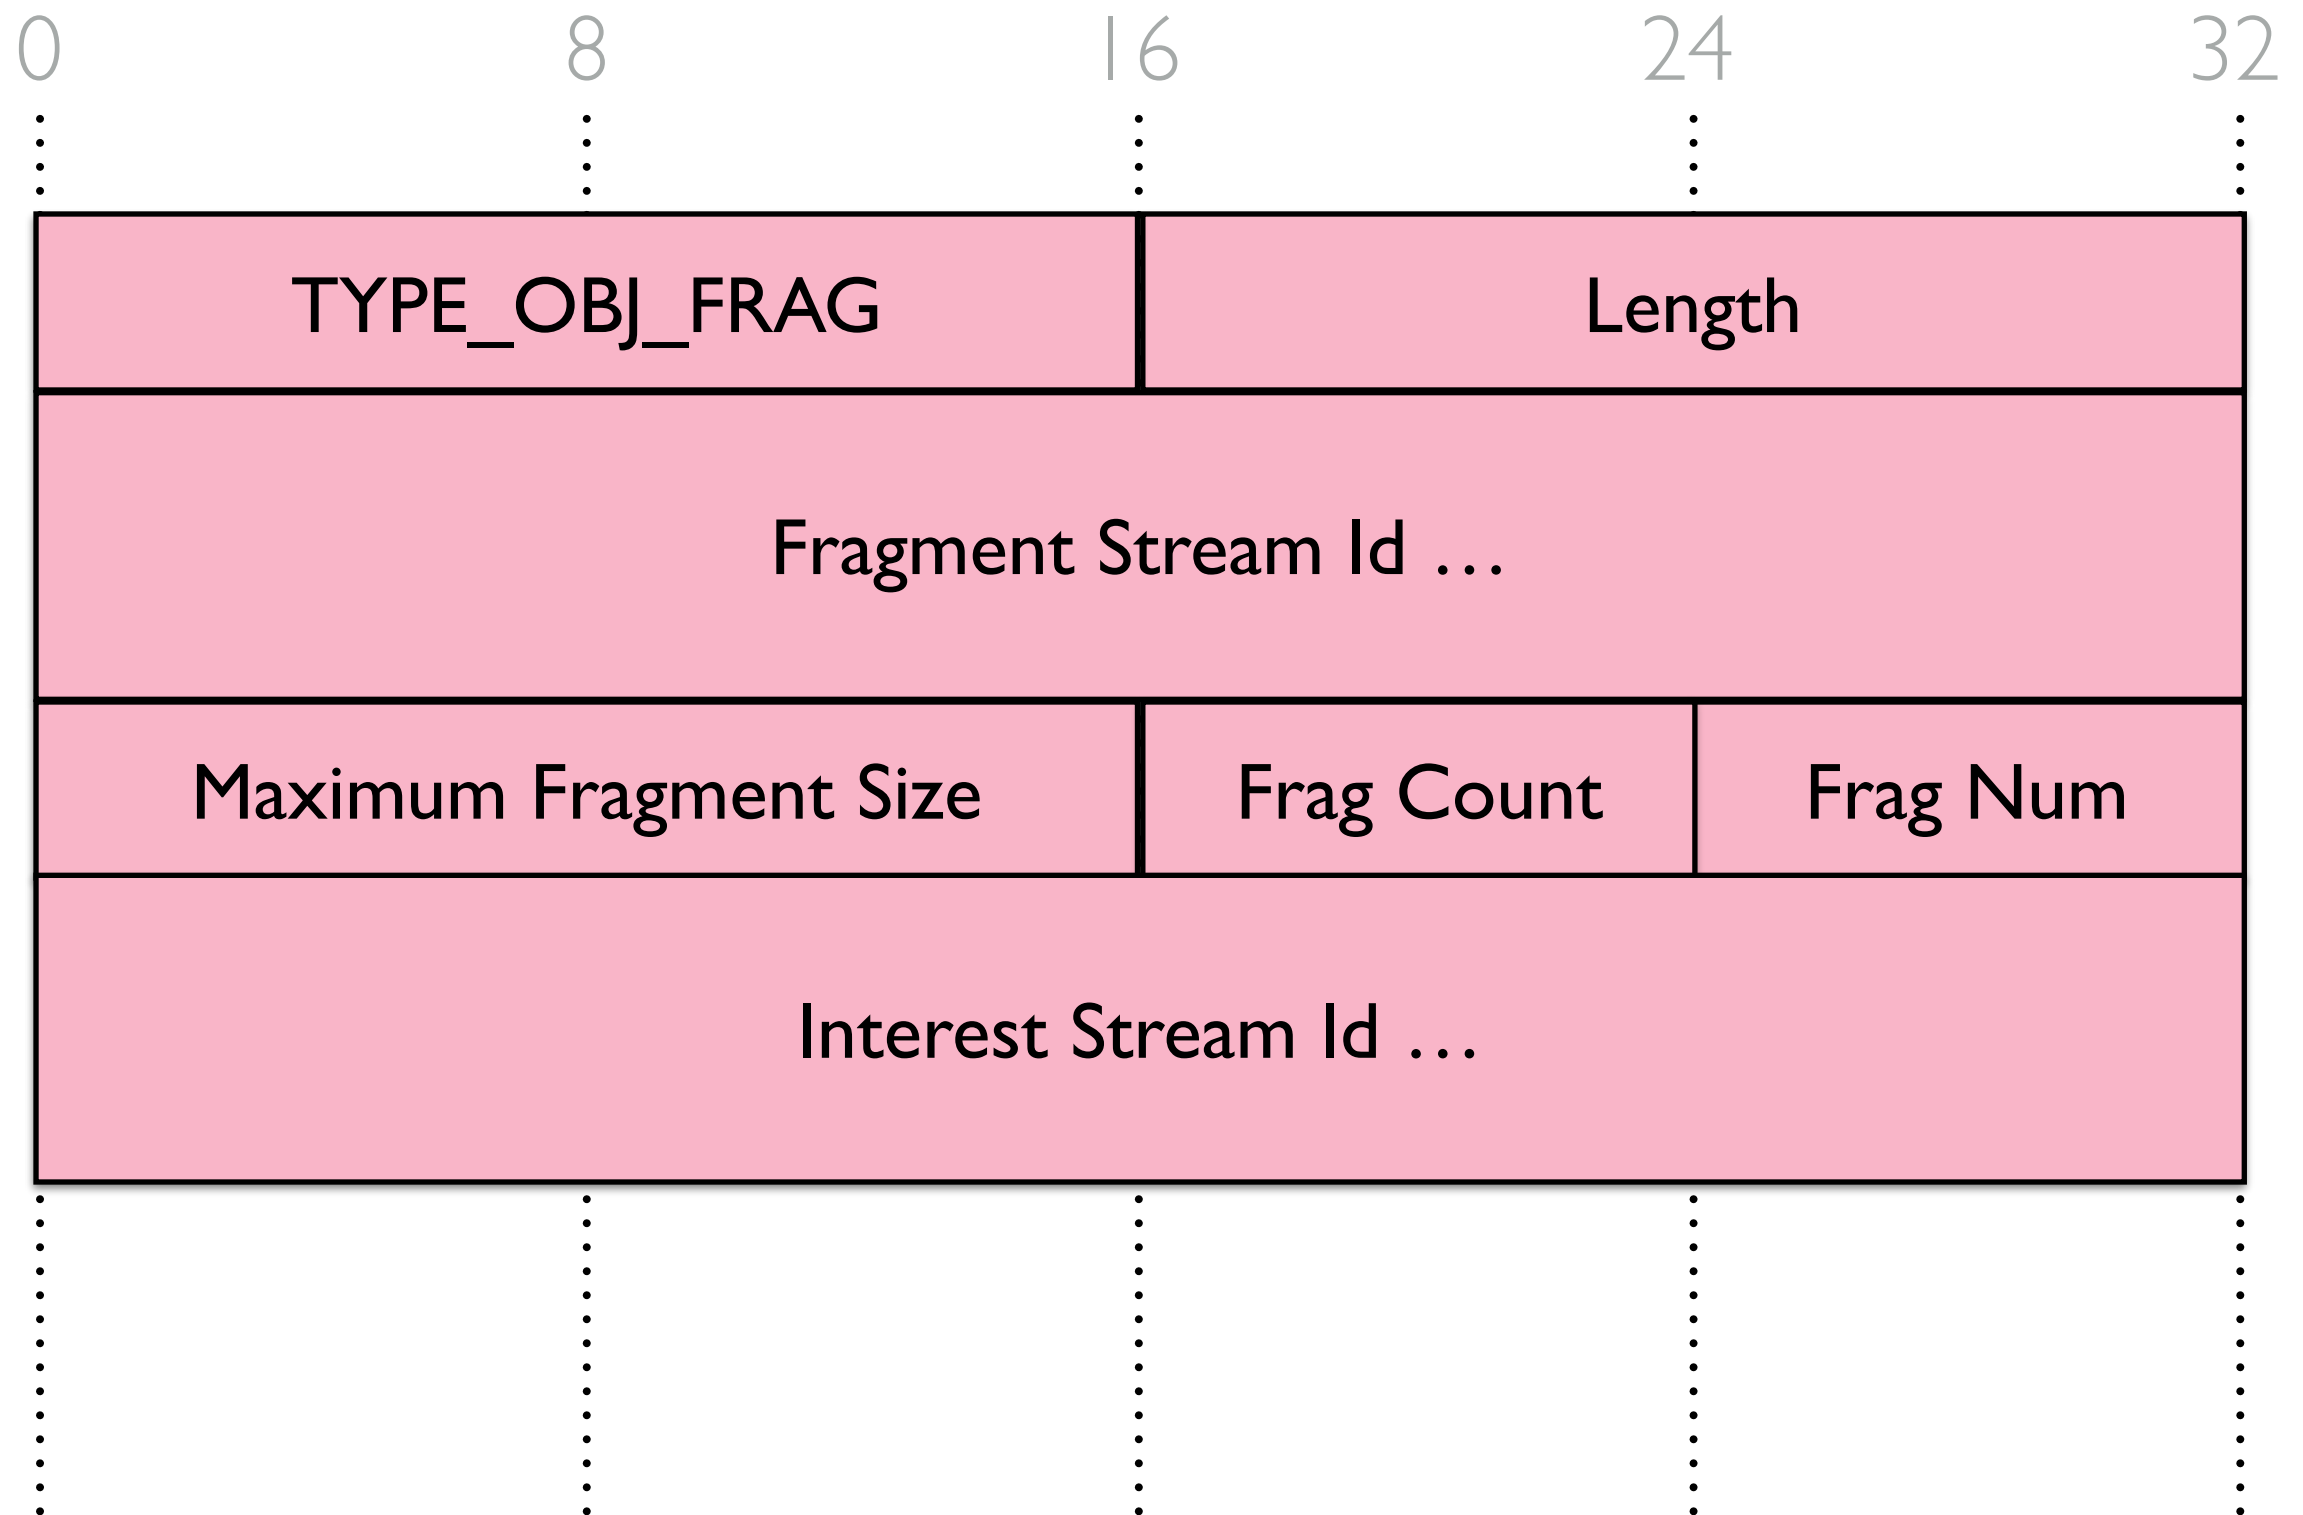 0 8 16 24 32
TYPE_OBJ_FRAG Length
Fragment Stream Id …
Maximum Fragment Size Frag Count Frag Num
Interest Stream Id …